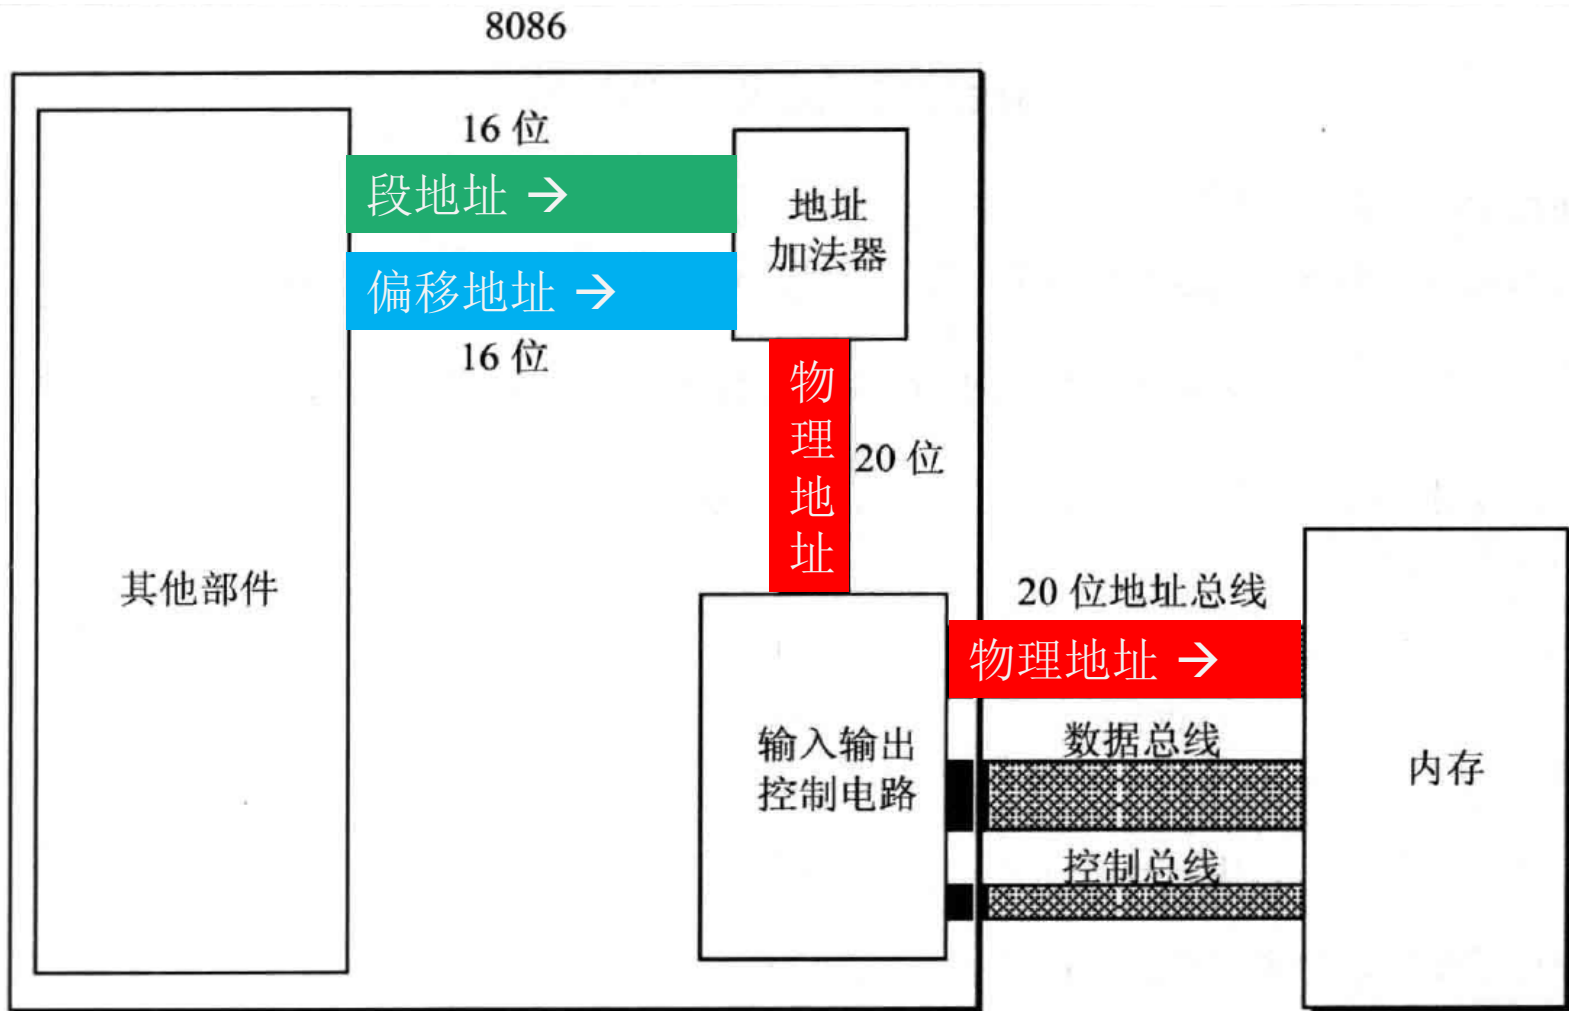 8086
16 位
段地址 →
地址
加法器
偏移地址 →
16 位
物
理
地
址
20 位
其他部件
20 位地址总线
物理地址 →
输入输出
控制电路
数据总线
内存
控制总线